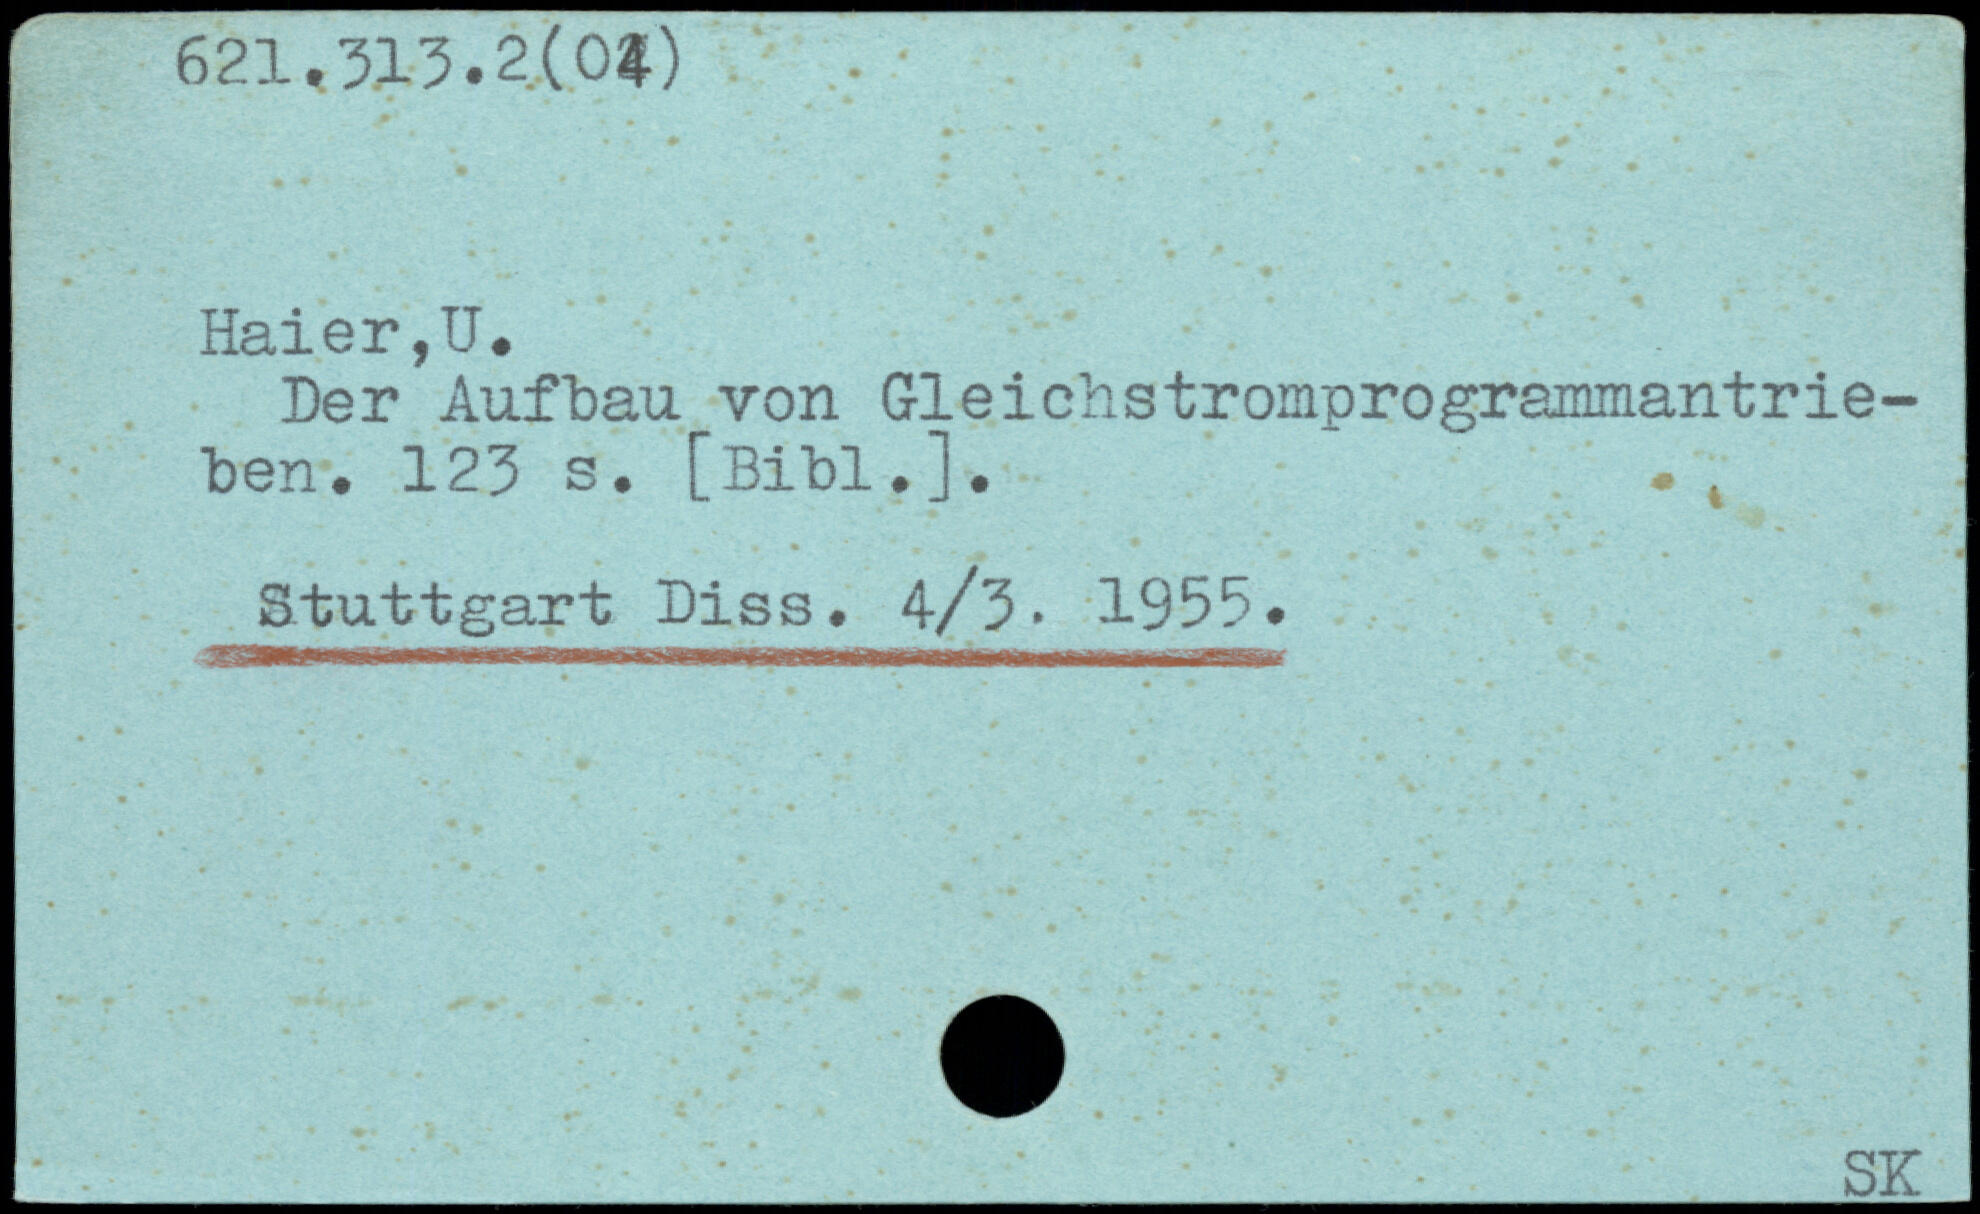 621.313.2(04)
Haier,U.
Der Aufbau von Gleichstromprogrammantrie-
ben. 123 s. [Bibl.].
Stuttgart Diss. 4/3. 1955.
SK